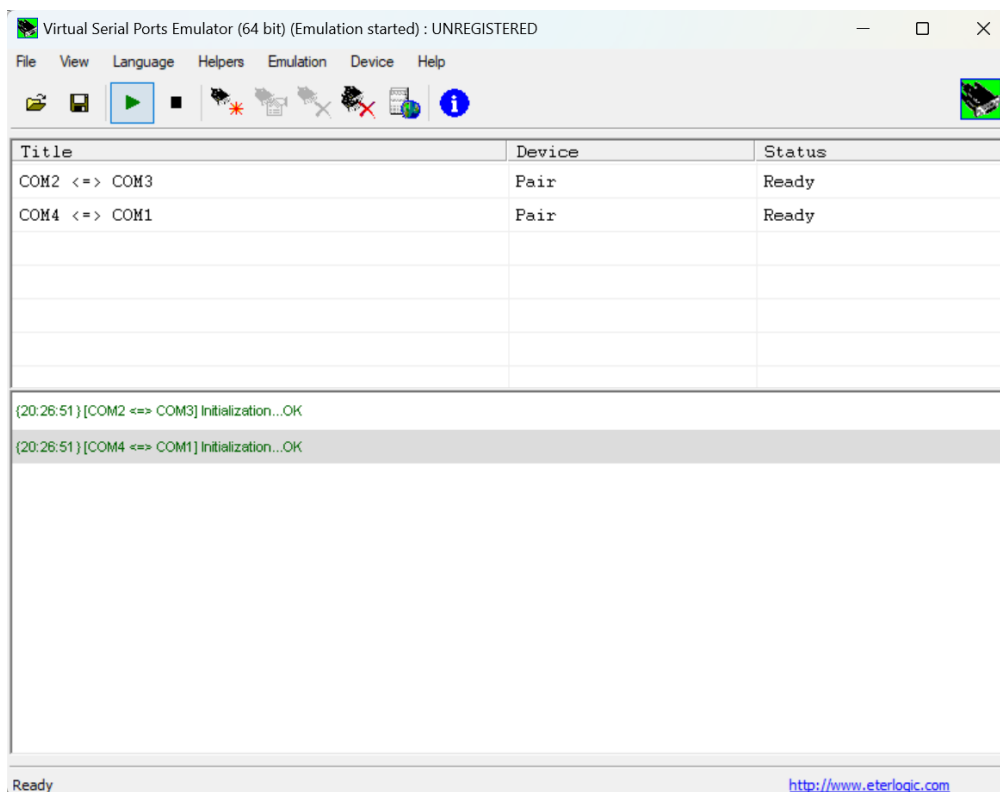 Virtual Serial Ports Emulator (64 bit) (Emulation started) : UNREGISTERED
File View Language Helpers Emulation Device Help
Title Device Status
COM2 <=> COM3 Pair Ready
COM4 <=> COM1 Pair Ready
{20:26:51} [COM2 <=> COM3] Initialization...OK
{20:26:51} [COM4 <=> COM1] Initialization...OK
Ready http://www.eterlogic.com